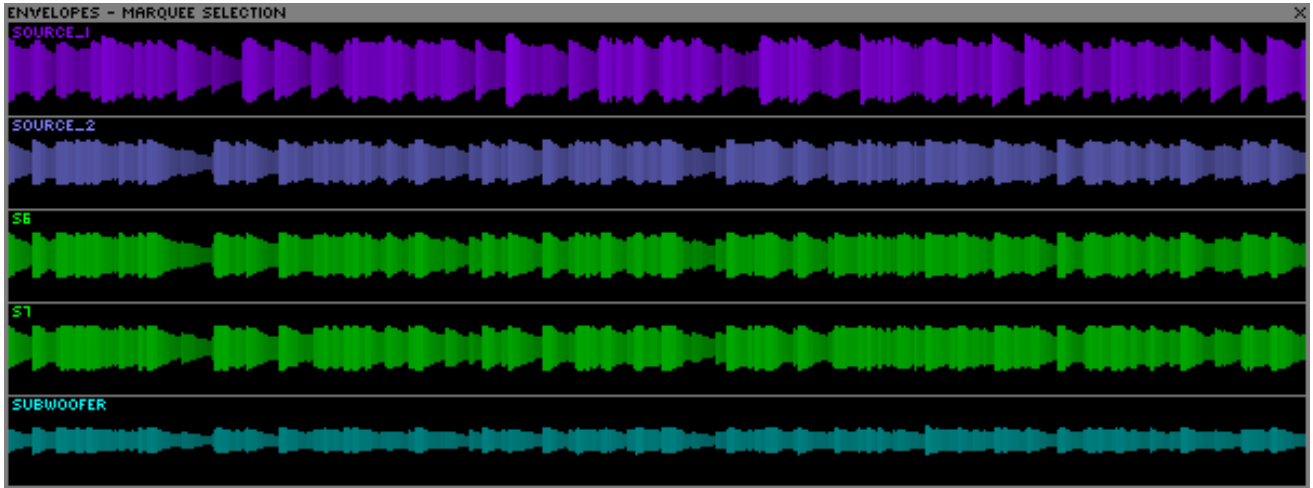 ENVELOPES - MARQUEE SELECTION X
SOURCE_1
SOURCE_2
S6
S7
SUBWOOFER